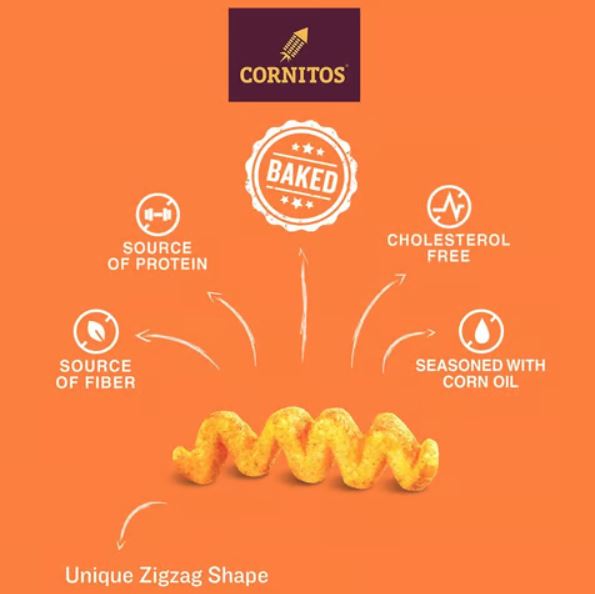 CORNITOS
BAKED
SOURCE
OF PROTEIN
CHOLESTEROL
FREE
SOURCE
OF FIBER
SEASONED WITH
CORN OIL
Unique Zigzag Shape